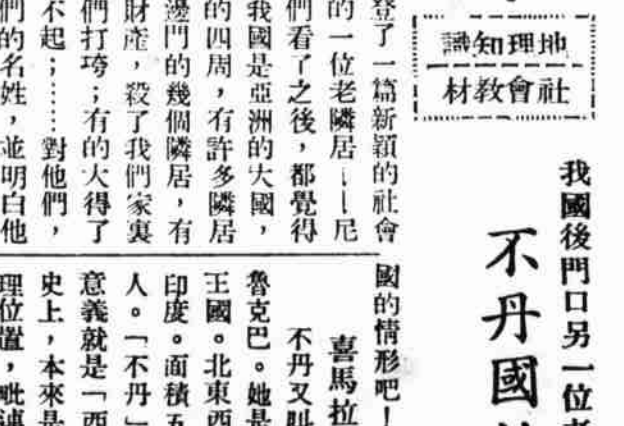 地理知識
社會教材
我國後門口另一位
不丹國
登了一篇新穎的社會
的一位老隣居——尼
們看了之後，都覺得
我國是亞洲的大國，
的四周，有許多隣居
邊門的幾個隣居，有
財產，殺了我們家裏
們打垮；有的大得了
不起；……對他們，
們的名姓，並明白他
國的情形吧！
喜馬拉
不丹又叫
魯克巴。她是
王國。北東西
印度。面積五
人。「不丹」
意義就是「西
史上，本來是
理位置，毗連